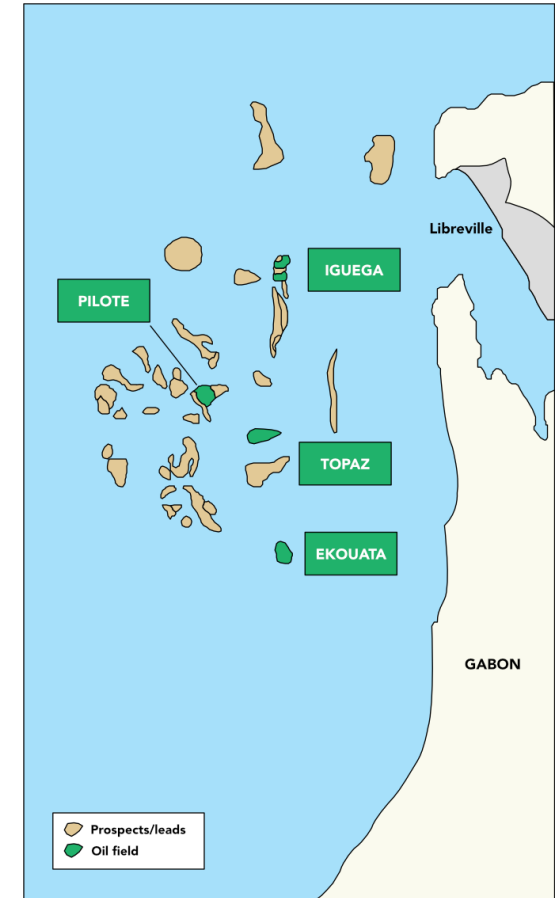 Libreville
IGUEGA
PILOTE
TOPAZ
EKOUATA
GABON
Prospects/leads
Oil field